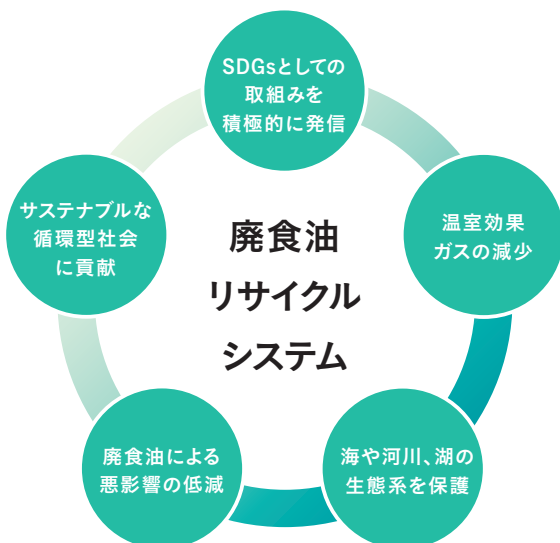 SDGsとしての
取組みを
積極的に発信
サステナブルな
循環型社会
に貢献
廃食油
リサイクル
システム
温室効果
ガスの減少
廃食油による
悪影響の低減
海や河川、湖の
生態系を保護